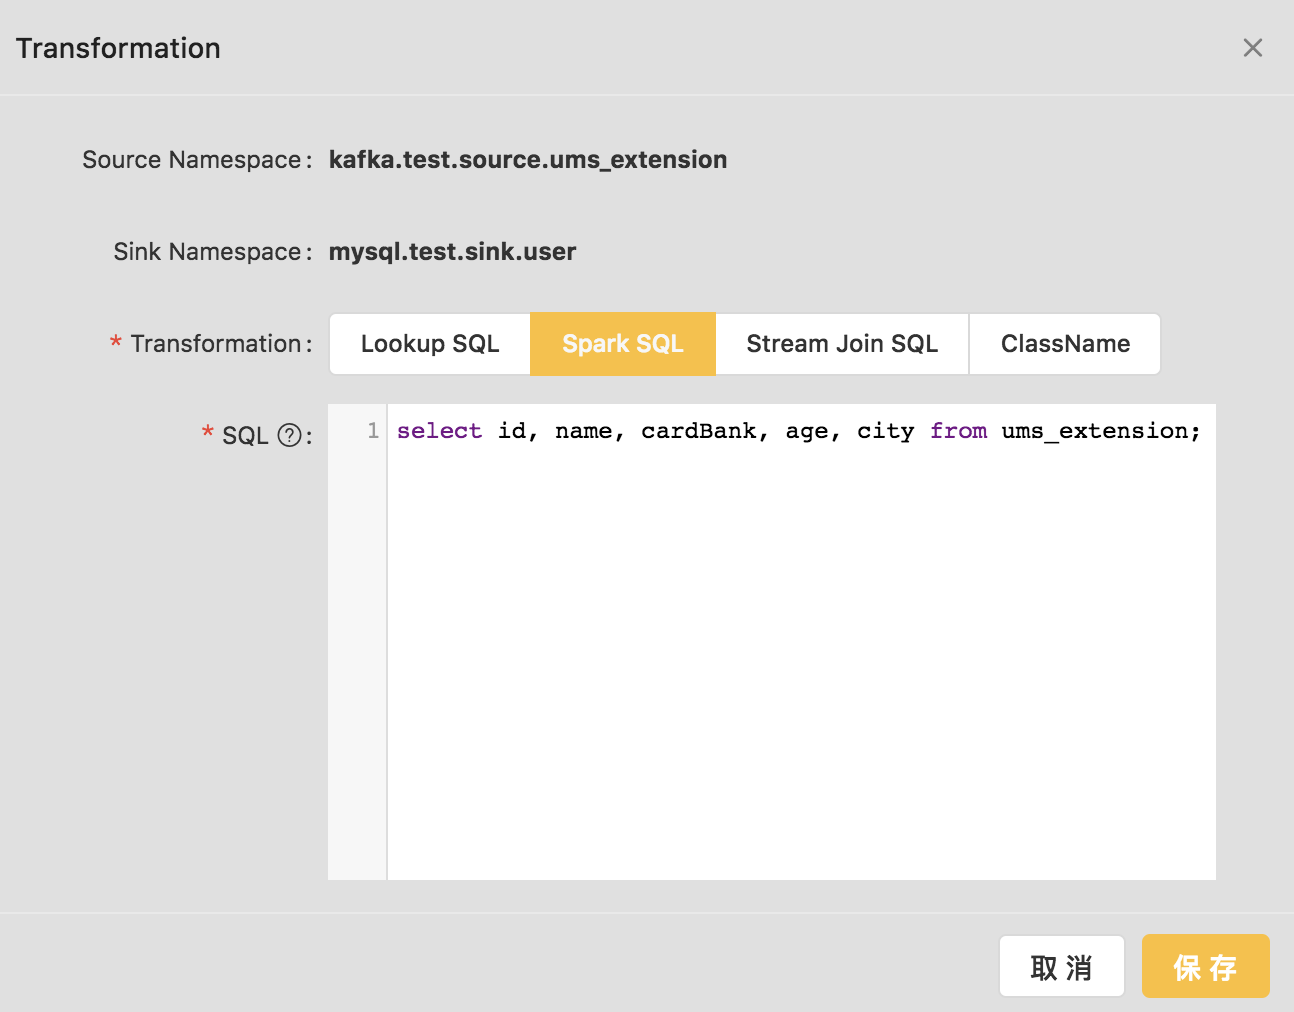 Transformation
Source Namespace: kafka.test.source.ums_extension
Sink Namespace: mysql.test.sink.user
* Transformation: Lookup SQL Spark SQL Stream Join SQL ClassName
* SQL ?: 1 select id, name, cardBank, age, city from ums_extension;
取 消 保 存